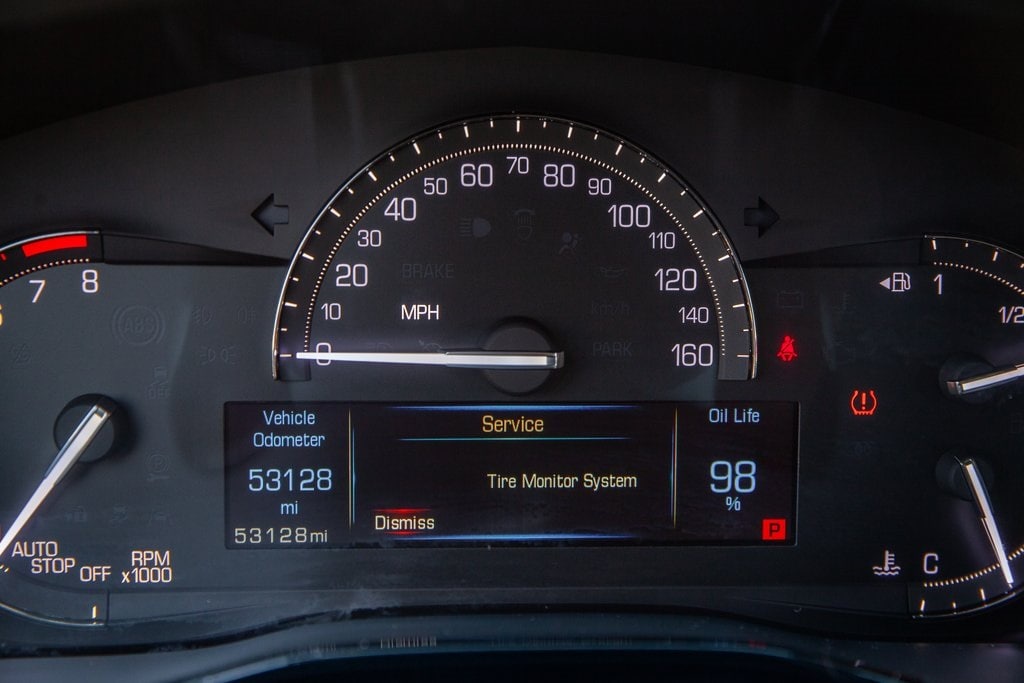 10
20
30
40
50
60
70
80
90
100
110
120
140
160
0
MPH
BRAKE
km/h
PARK
7
8
ABS
AUTO
STOP
OFF
RPM
x1000
Vehicle
Odometer
53128
mi
53128mi
Service
Tire Monitor System
Dismiss
Oil Life
98
%
P
1
1/2
C